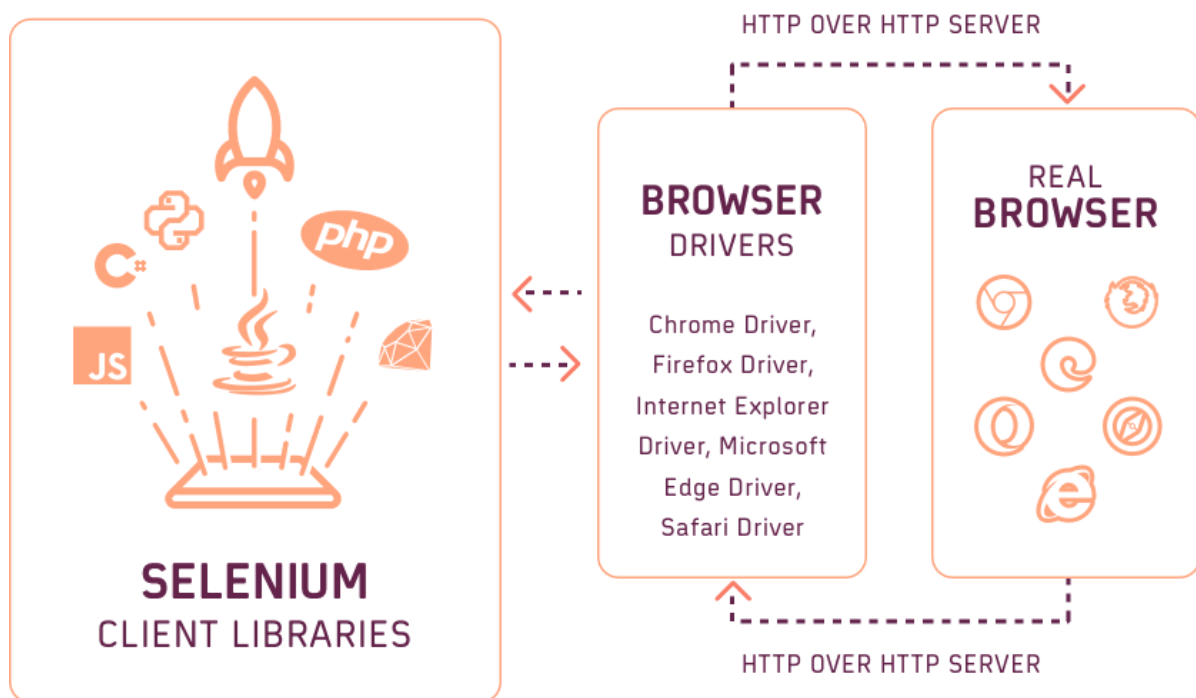 HTTP OVER HTTP SERVER
C#
php
JS
SELENIUM
CLIENT LIBRARIES
BROWSER
DRIVERS
Chrome Driver,
Firefox Driver,
Internet Explorer
Driver, Microsoft
Edge Driver,
Safari Driver
REAL
BROWSER
HTTP OVER HTTP SERVER